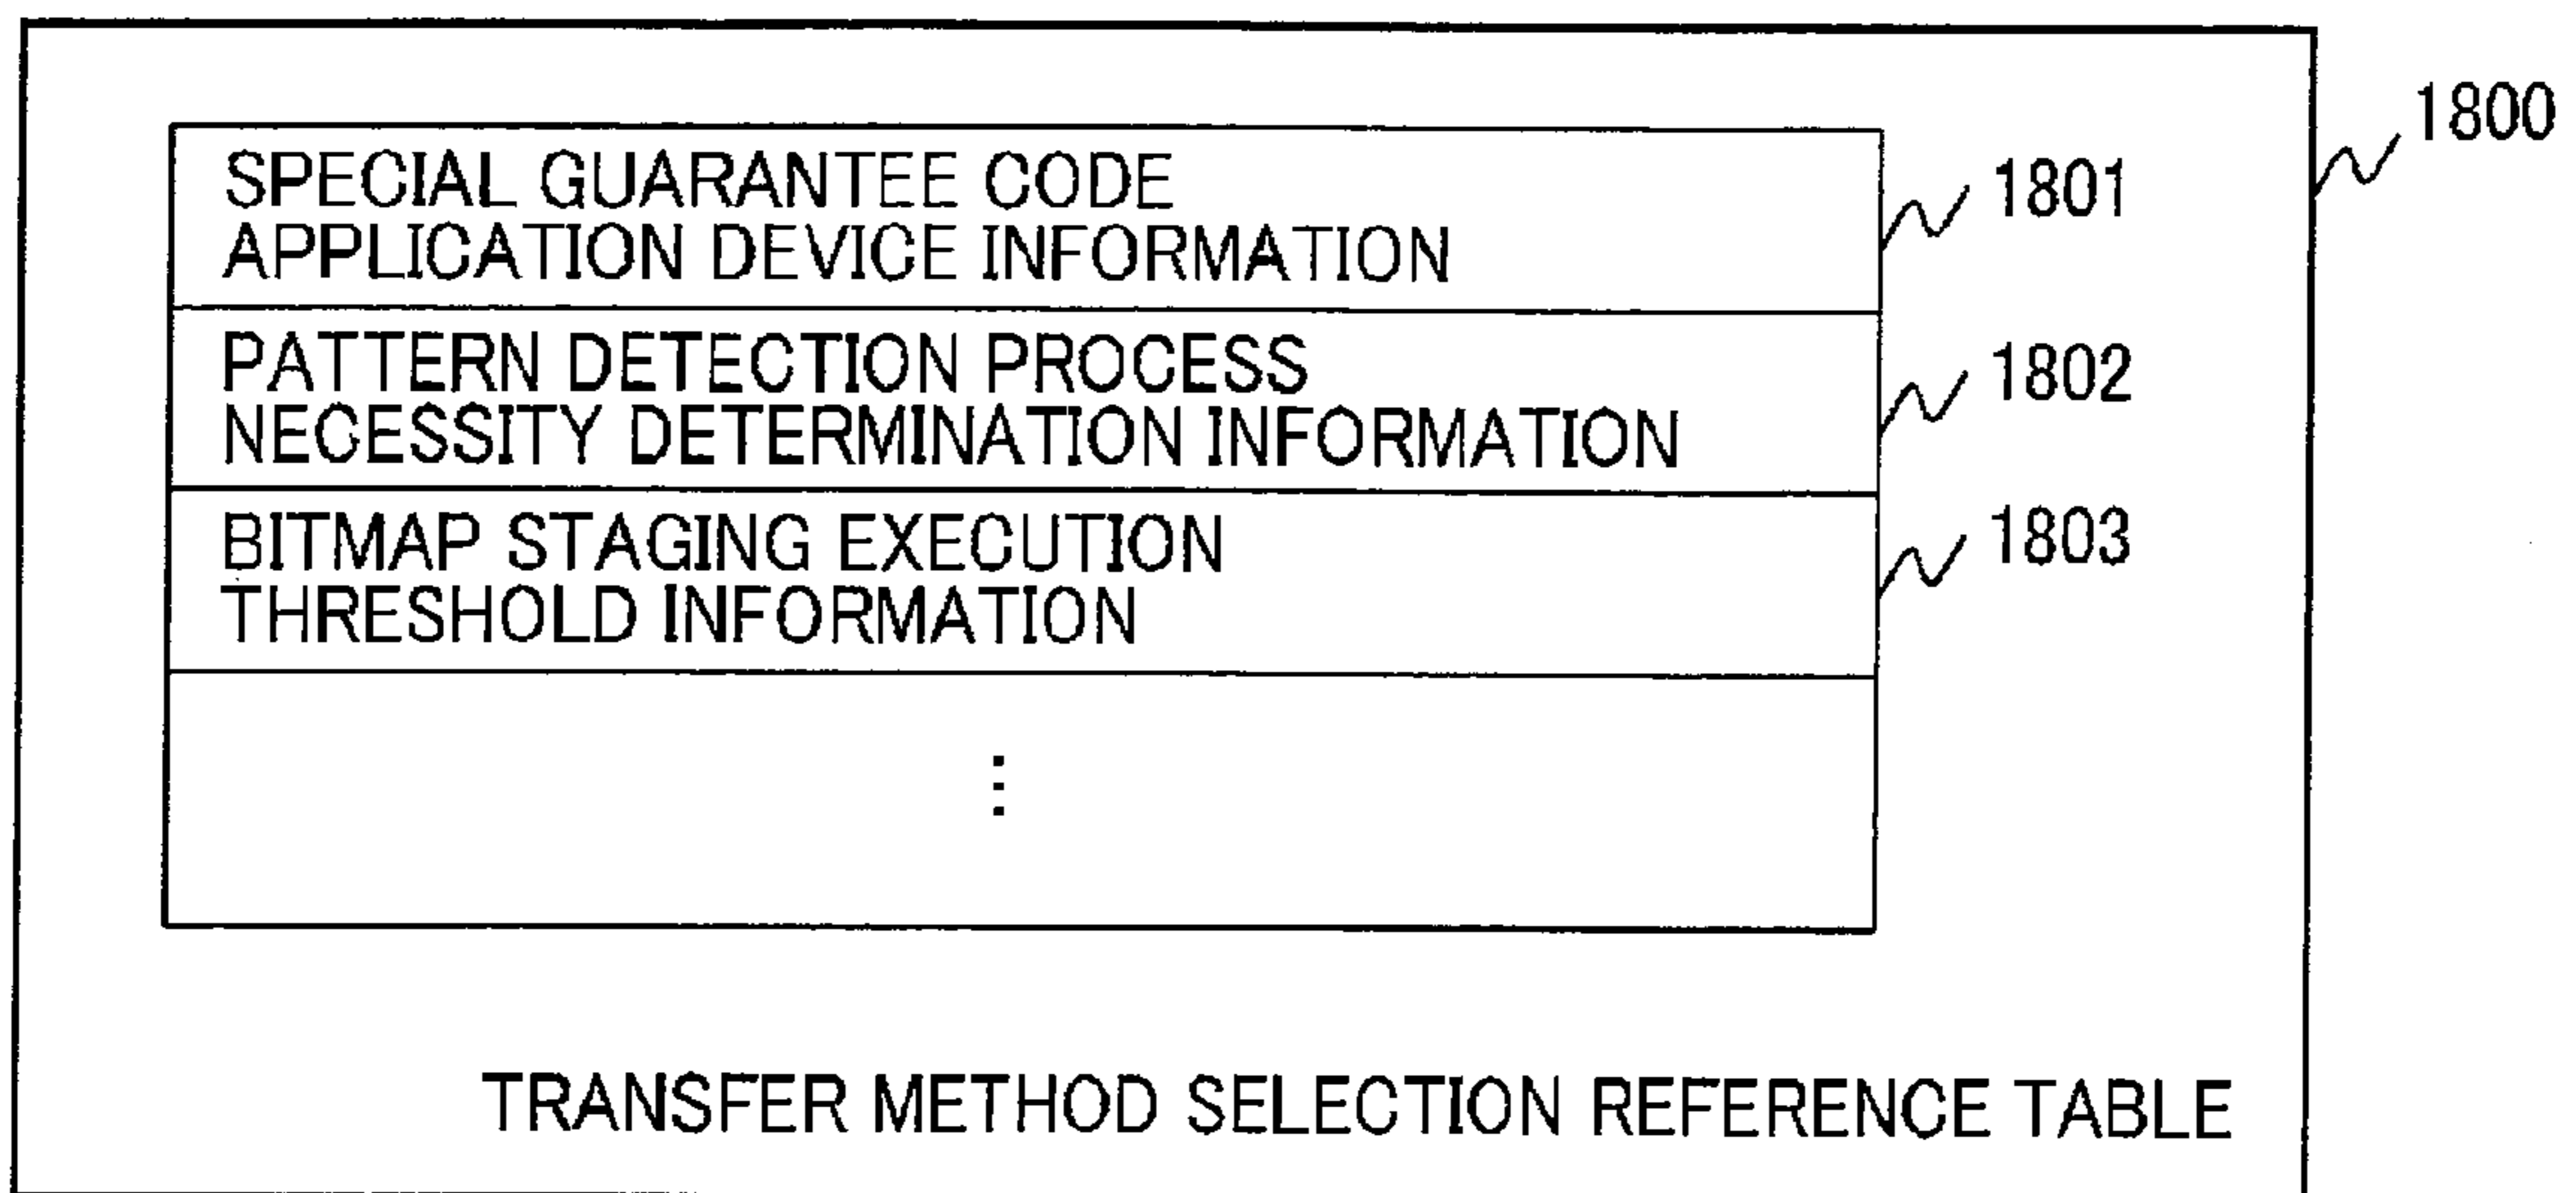 1800
SPECIAL GUARANTEE CODE
APPLICATION DEVICE INFORMATION
1801
PATTERN DETECTION PROCESS
NECESSITY DETERMINATION INFORMATION
1802
BITMAP STAGING EXECUTION
THRESHOLD INFORMATION
1803
⋮
TRANSFER METHOD SELECTION REFERENCE TABLE